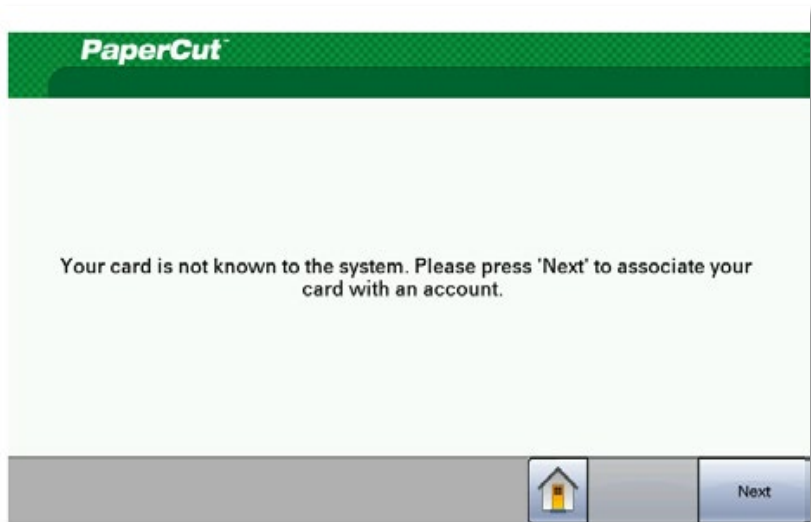 PaperCut
Your card is not known to the system. Please press 'Next' to associate your
card with an account.
Next